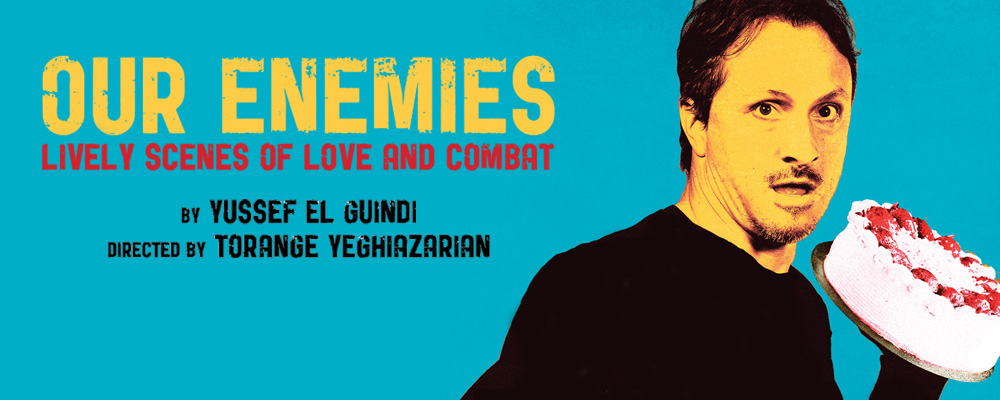 OUR ENEMIES
LIVELY SCENES OF LOVE AND COMBAT
BY YUSSEF EL GUINDI
DIRECTED BY TORANGE YEGHIAZARIAN